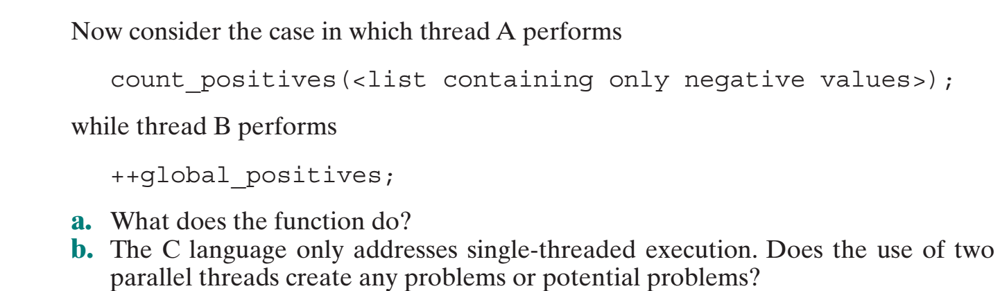 Now consider the case in which thread A performs
count_positives(<list containing only negative values>);
while thread B performs
++global_positives;
a. What does the function do?
b. The C language only addresses single-threaded execution. Does the use of two
parallel threads create any problems or potential problems?